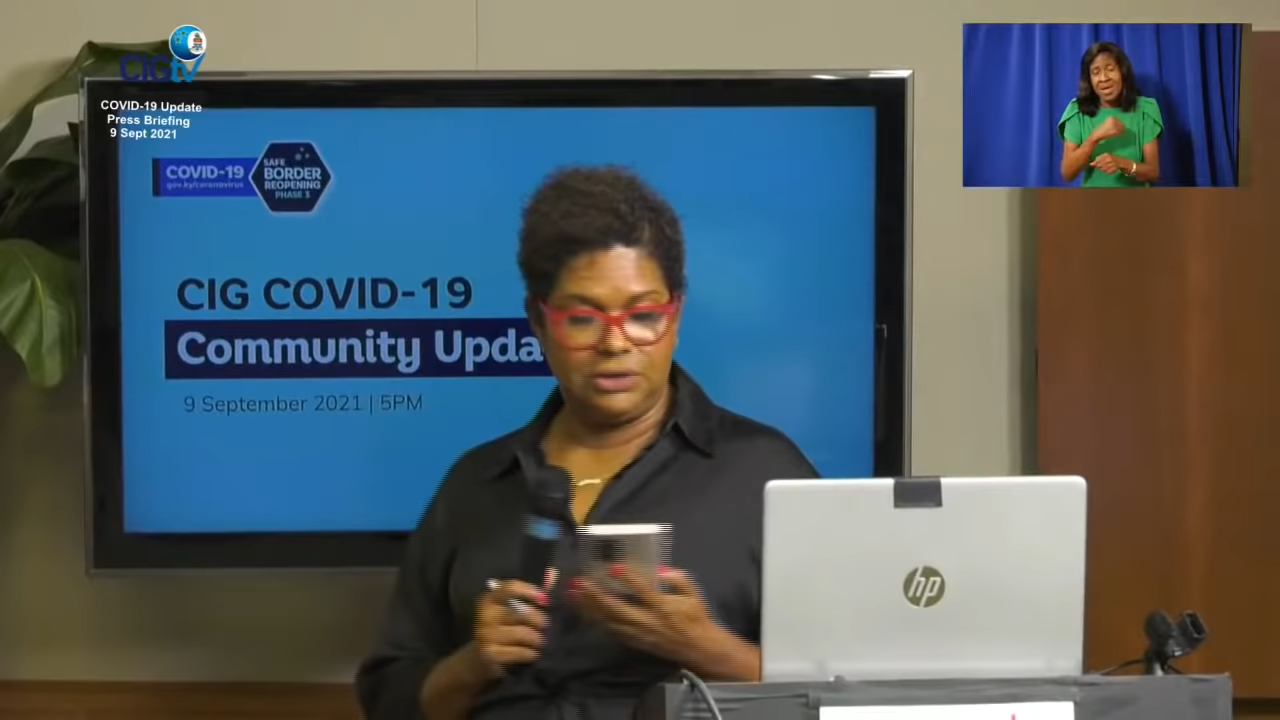 CIGtv
COVID-19 Update
Press Briefing
9 Sept 2021
COVID-19
gov.ky/coronavirus
SAFE
BORDER
REOPENING
PHASE 3
CIG COVID-19
Community Upda
9 September 2021 | 5PM
hp